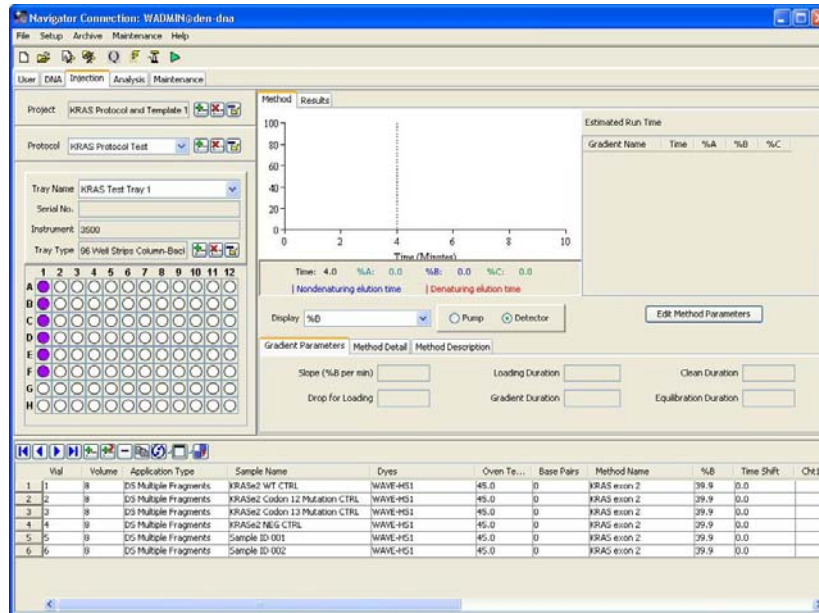 Navigator Connection: WADMIN@den-dna
File Setup Archive Maintenance Help
User DNA Injection Analysis Maintenance
Project KRAS Protocol and Template 1
Protocol KRAS Protocol Test
Tray Name KRAS Test Tray 1
Serial No.
Instrument 3500
Tray Type 96 Well Strips Column-Bacl
1 2 3 4 5 6 7 8 9 10 11 12
A
B
C
D
E
F
G
H
Method Results
100
80
60
40
20
0
0 2 4 6 8 10
Time (Minutes)
Time: 4.0 %A: 0.0 %B: 0.0 %C: 0.0
| Nondenaturing elution time | Denaturing elution time
Estimated Run Time
Gradient Name Time %A %B %C
Display %B Pump Detector
Edit Method Parameters
Gradient Parameters Method Detail Method Description
Slope (%B per min) Loading Duration Clean Duration
Drop for Loading Gradient Duration Equilibration Duration
Vial Volume Application Type Sample Name Dyes Oven Te... Base Pairs Method Name %B Time Shift Cht1
1 1 8 DS Multiple Fragments KRASe2 WT CTRL WAVE-HS1 45.0 0 KRAS exon 2 39.9 0.0
2 2 8 DS Multiple Fragments KRASe2 Codon 12 Mutation CTRL WAVE-HS1 45.0 0 KRAS exon 2 39.9 0.0
3 3 8 DS Multiple Fragments KRASe2 Codon 13 Mutation CTRL WAVE-HS1 45.0 0 KRAS exon 2 39.9 0.0
4 4 8 DS Multiple Fragments KRASe2 NEG CTRL WAVE-HS1 45.0 0 KRAS exon 2 39.9 0.0
5 5 8 DS Multiple Fragments Sample ID 001 WAVE-HS1 45.0 0 KRAS exon 2 39.9 0.0
6 6 8 DS Multiple Fragments Sample ID 002 WAVE-HS1 45.0 0 KRAS exon 2 39.9 0.0